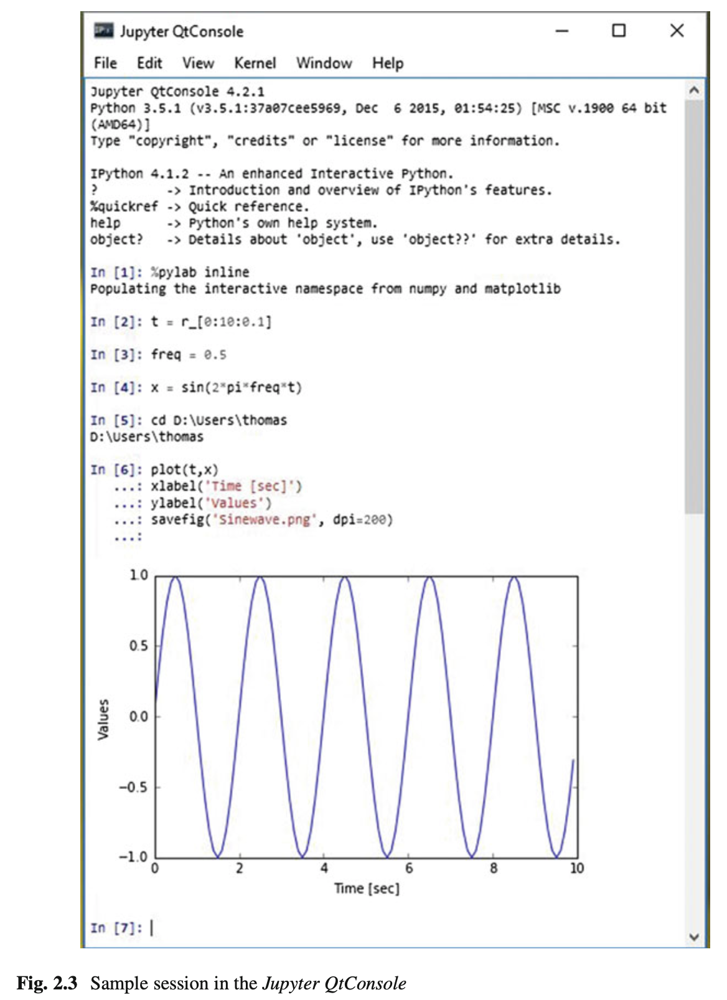 IP[y] Jupyter QtConsole
File Edit View Kernel Window Help
Jupyter QtConsole 4.2.1
Python 3.5.1 (v3.5.1:37a07cee5969, Dec  6 2015, 01:54:25) [MSC v.1900 64 bit
(AMD64)]
Type "copyright", "credits" or "license" for more information.
IPython 4.1.2 -- An enhanced Interactive Python.
?         -> Introduction and overview of IPython's features.
%quickref -> Quick reference.
help      -> Python's own help system.
object?   -> Details about 'object', use 'object??' for extra details.
In [1]: %pylab inline
Populating the interactive namespace from numpy and matplotlib
In [2]: t = r_[0:10:0.1]
In [3]: freq = 0.5
In [4]: x = sin(2*pi*freq*t)
In [5]: cd D:\Users\thomas
D:\Users\thomas
In [6]: plot(t,x)
...: xlabel('Time [sec]')
...: ylabel('Values')
...: savefig('Sinewave.png', dpi=200)
...:
1.0
0.5
0.0
−0.5
−1.0
Values
0 2 4 6 8 10
Time [sec]
In [7]:
Fig. 2.3 Sample session in the Jupyter QtConsole